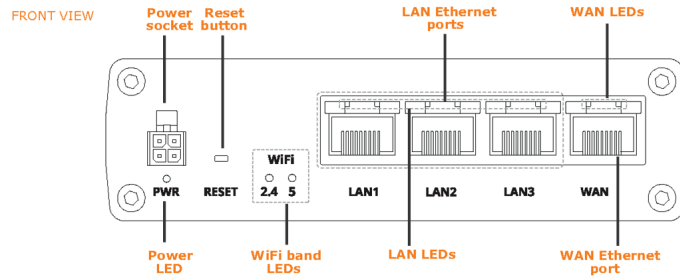 FRONT VIEW
Power
socket
Reset
button
LAN Ethernet
ports
WAN LEDs
WiFi
2.4 5
PWR
RESET
LAN1
LAN2
LAN3
WAN
Power
LED
WiFi band
LEDs
LAN LEDs
WAN Ethernet
port